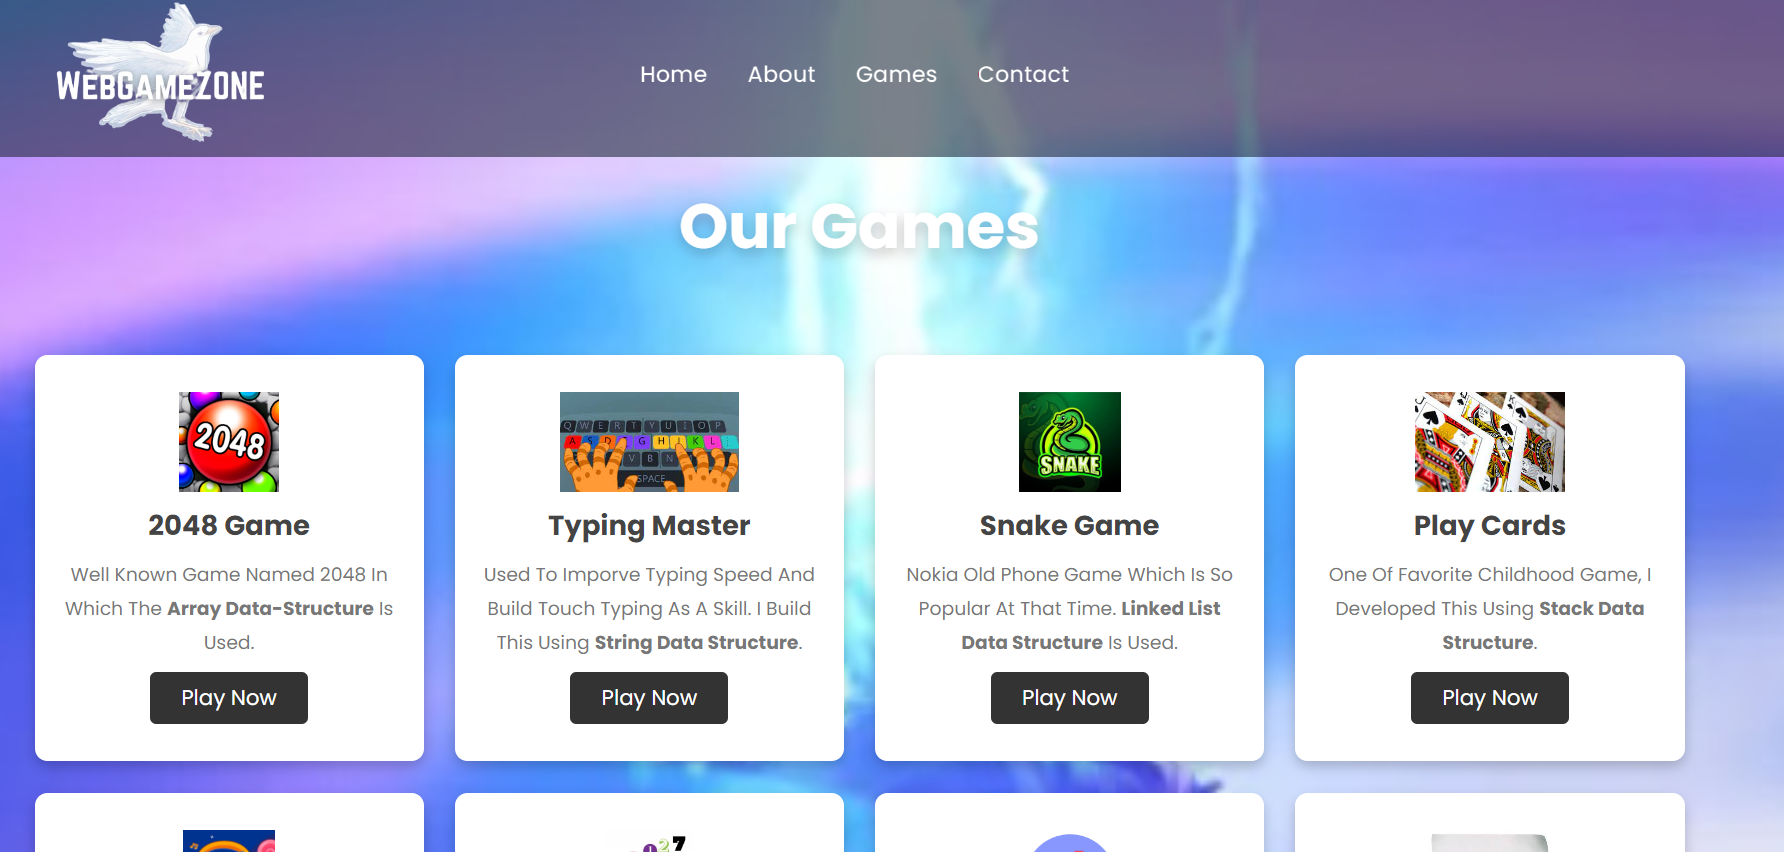 WEBGAMEZONE
Home About Games Contact
Our Games
2048
Q W E R T Y U I O P
A S D F G H J K L
V B N
SPACE
SNAKE
J K
2048 Game
Typing Master
Snake Game
Play Cards
Well Known Game Named 2048 In
Which The Array Data-Structure Is
Used.
Used To Imporve Typing Speed And
Build Touch Typing As A Skill. I Build
This Using String Data Structure.
Nokia Old Phone Game Which Is So
Popular At That Time. Linked List
Data Structure Is Used.
One Of Favorite Childhood Game, I
Developed This Using Stack Data
Structure.
Play Now
Play Now
Play Now
Play Now
1 2 7